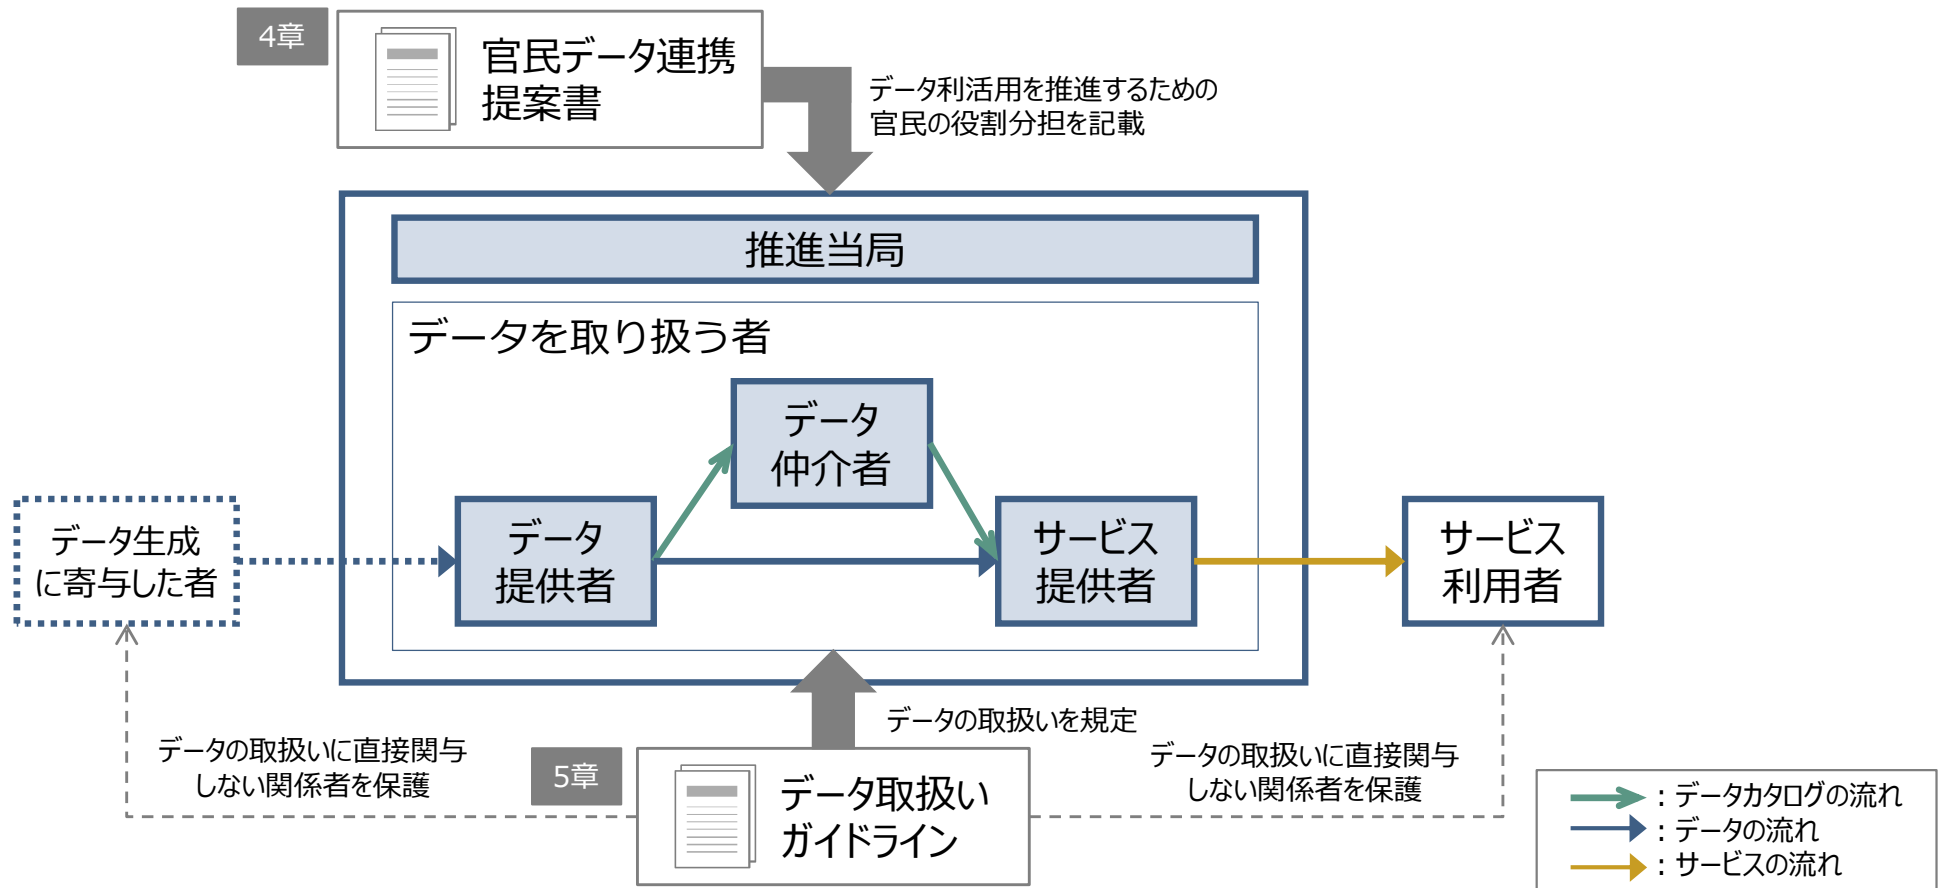 4章
官民データ連携
提案書
データ利活用を推進するための
官民の役割分担を記載
推進当局
データを取り扱う者
データ
仲介者
データ生成
に寄与した者
データ
提供者
サービス
提供者
サービス
利用者
データの取扱いを規定
データの取扱いに直接関与
しない関係者を保護
5章
データ取扱い
ガイドライン
データの取扱いに直接関与
しない関係者を保護
：データカタログの流れ
：データの流れ
：サービスの流れ